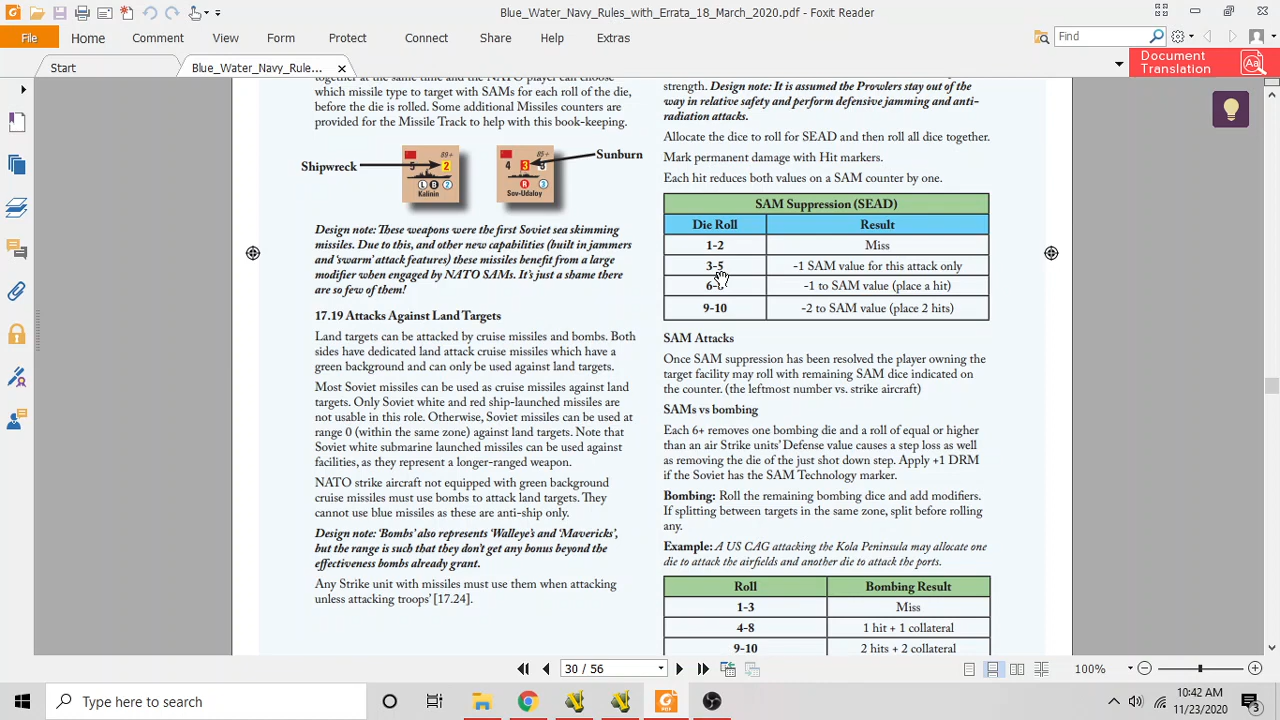 Blue_Water_Navy_Rules_with_Errata_18_March_2020.pdf - Foxit Reader
File Home Comment View Form Protect Connect Share Help Extras
Find
Start
Blue_Water_Navy_Rule...
Document
Translation
together at the same time and the NATO player can choose
which missile type to target with SAMs for each roll of the die,
before the die is rolled. Some additional Missiles counters are
provided for the Missile Track to help with this book-keeping.
Shipwreck
5 89+ 2
L B 2
Kalinin
4 3 85+
R 3
Sov-Udaloy
Sunburn
Design note: These weapons were the first Soviet sea skimming
missiles. Due to this, and other new capabilities (built in jammers
and 'swarm' attack features) these missiles benefit from a large
modifier when engaged by NATO SAMs. It's just a shame there
are so few of them!
17.19 Attacks Against Land Targets
Land targets can be attacked by cruise missiles and bombs. Both
sides have dedicated land attack cruise missiles which have a
green background and can only be used against land targets.
Most Soviet missiles can be used as cruise missiles against land
targets. Only Soviet white and red ship-launched missiles are
not usable in this role. Otherwise, Soviet missiles can be used at
range 0 (within the same zone) against land targets. Note that
Soviet white submarine launched missiles can be used against
facilities, as they represent a longer-ranged weapon.
NATO strike aircraft not equipped with green background
cruise missiles must use bombs to attack land targets. They
cannot use blue missiles as these are anti-ship only.
Design note: 'Bombs' also represents 'Walleye's and 'Mavericks',
but the range is such that they don't get any bonus beyond the
effectiveness bombs already grant.
Any Strike unit with missiles must use them when attacking
unless attacking troops' [17.24].
strength. Design note: It is assumed the Prowlers stay out of the
way in relative safety and perform defensive jamming and anti-
radiation attacks.
Allocate the dice to roll for SEAD and then roll all dice together.
Mark permanent damage with Hit markers.
Each hit reduces both values on a SAM counter by one.
SAM Suppression (SEAD)
Die Roll Result
1-2 Miss
3-5 -1 SAM value for this attack only
-1 to SAM value (place a hit)
9-10 -2 to SAM value (place 2 hits)
SAM Attacks
Once SAM suppression has been resolved the player owning the
target facility may roll with remaining SAM dice indicated on
the counter. (the leftmost number vs. strike aircraft)
SAMs vs bombing
Each 6+ removes one bombing die and a roll of equal or higher
than an air Strike units' Defense value causes a step loss as well
as removing the die of the just shot down step. Apply +1 DRM
if the Soviet has the SAM Technology marker.
Bombing: Roll the remaining bombing dice and add modifiers.
If splitting between targets in the same zone, split before rolling
any.
Example: A US CAG attacking the Kola Peninsula may allocate one
die to attack the airfields and another die to attack the ports.
Roll Bombing Result
1-3 Miss
4-8 1 hit + 1 collateral
9-10 2 hits + 2 collateral
30 / 56
100%
Type here to search
10:42 AM
11/23/2020
3